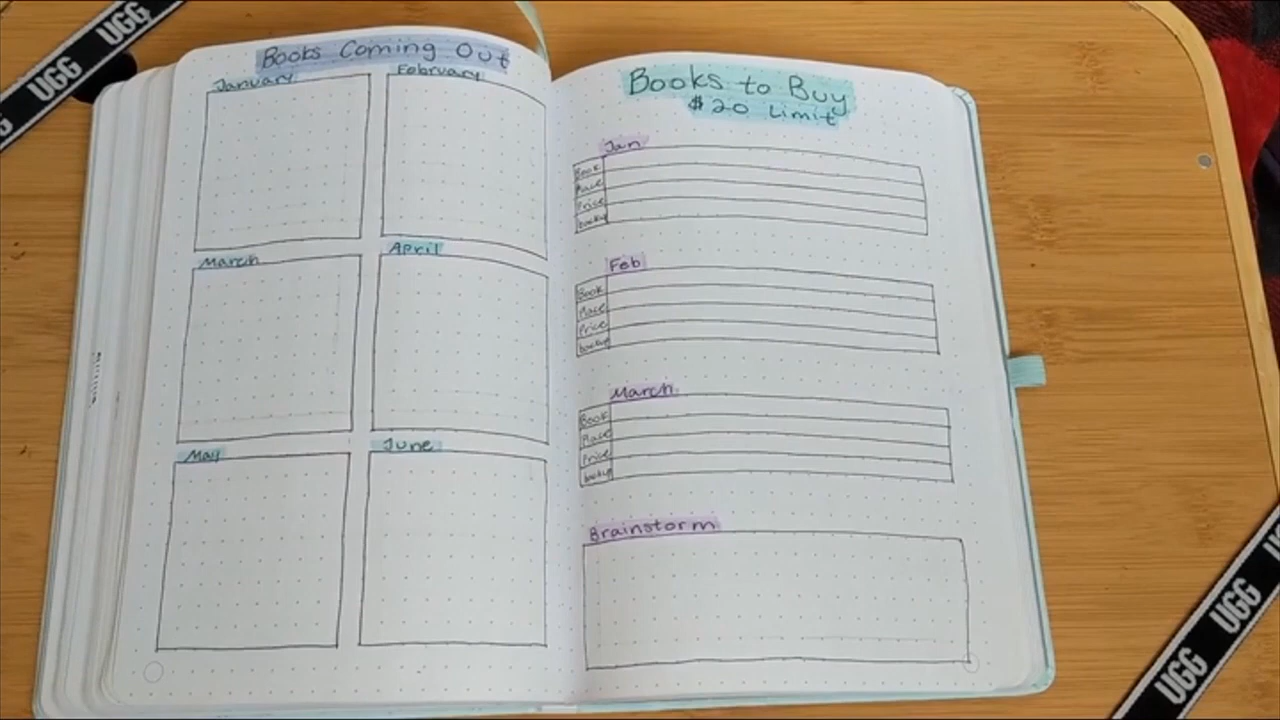 Books Coming Out
January
February
March
April
May
June
Books to Buy
$20 Limit
Jan
Book
Place
Price
Feb
Book
Place
Price
March
Book
Place
Price
Brainstorm
UGG UGG
UGG UGG